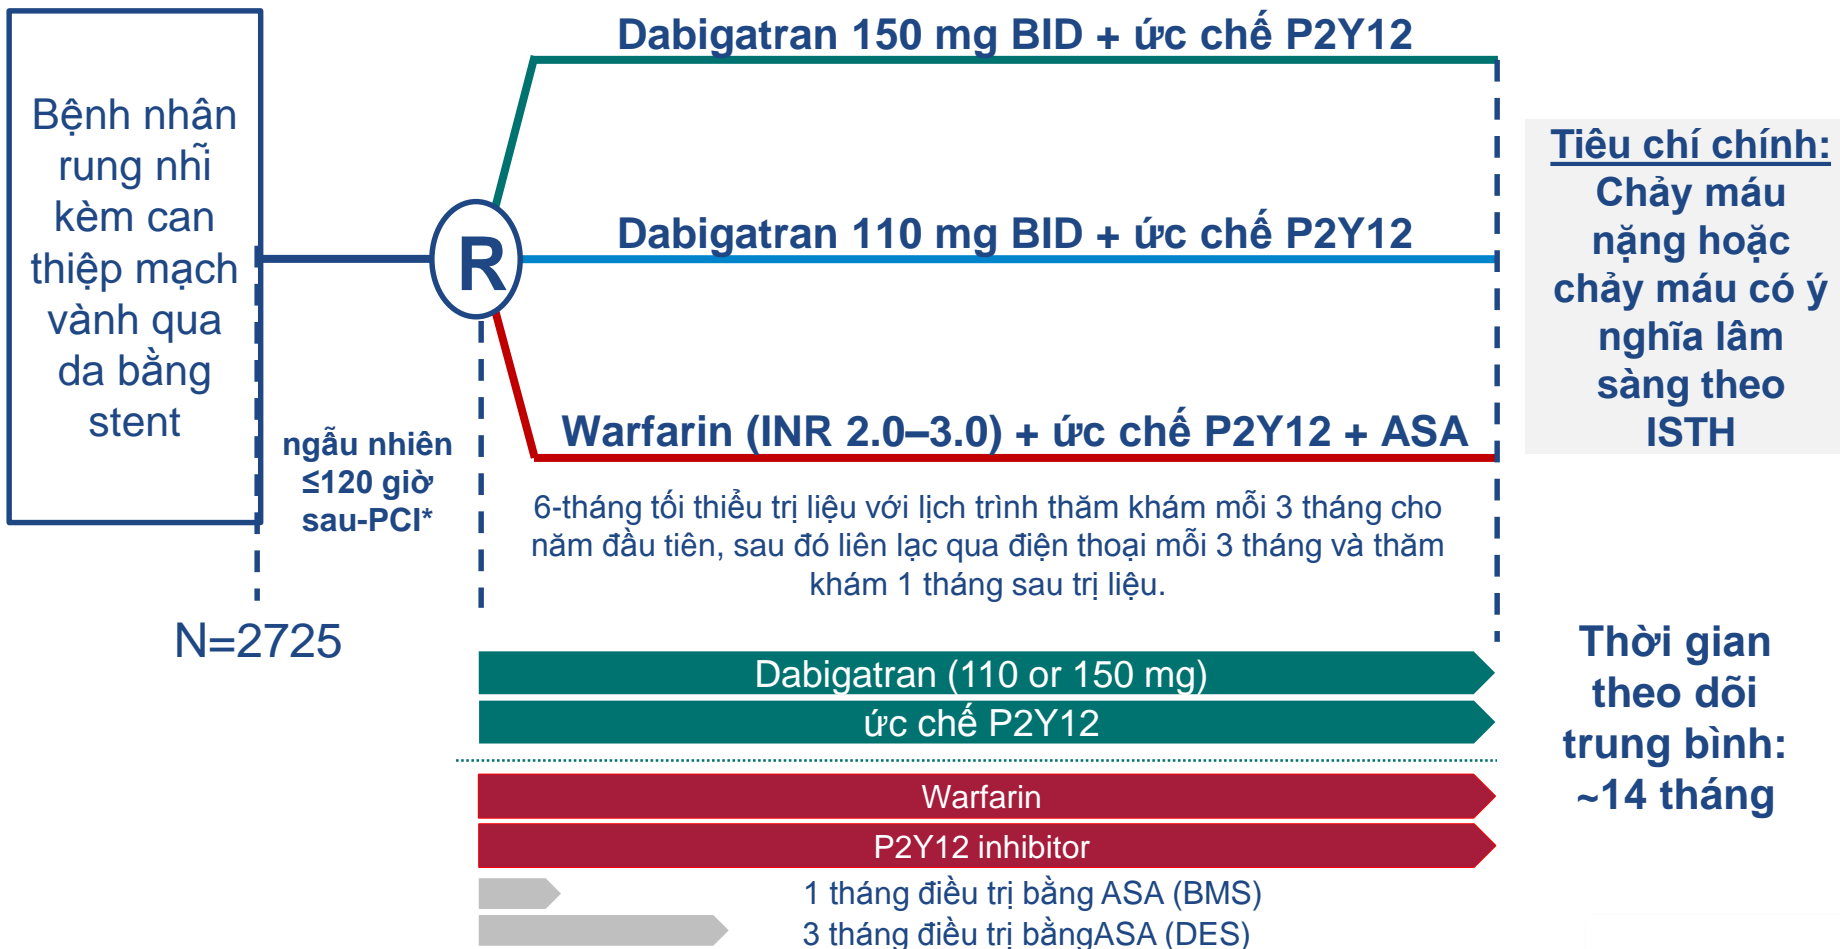 Bệnh nhân
rung nhĩ
kèm can
thiệp mạch
vành qua
da bằng
stent
N=2725
ngẫu nhiên
≤120 giờ
sau-PCI*
R
Dabigatran 150 mg BID + ức chế P2Y12
Dabigatran 110 mg BID + ức chế P2Y12
Warfarin (INR 2.0–3.0) + ức chế P2Y12 + ASA
6-tháng tối thiểu trị liệu với lịch trình thăm khám mỗi 3 tháng cho
năm đầu tiên, sau đó liên lạc qua điện thoại mỗi 3 tháng và thăm
khám 1 tháng sau trị liệu.
Tiêu chí chính:
Chảy máu
nặng hoặc
chảy máu có ý
nghĩa lâm
sàng theo
ISTH
Dabigatran (110 or 150 mg)
ức chế P2Y12
Warfarin
P2Y12 inhibitor
1 tháng điều trị bằng ASA (BMS)
3 tháng điều trị bằngASA (DES)
Thời gian
theo dõi
trung bình:
~14 tháng